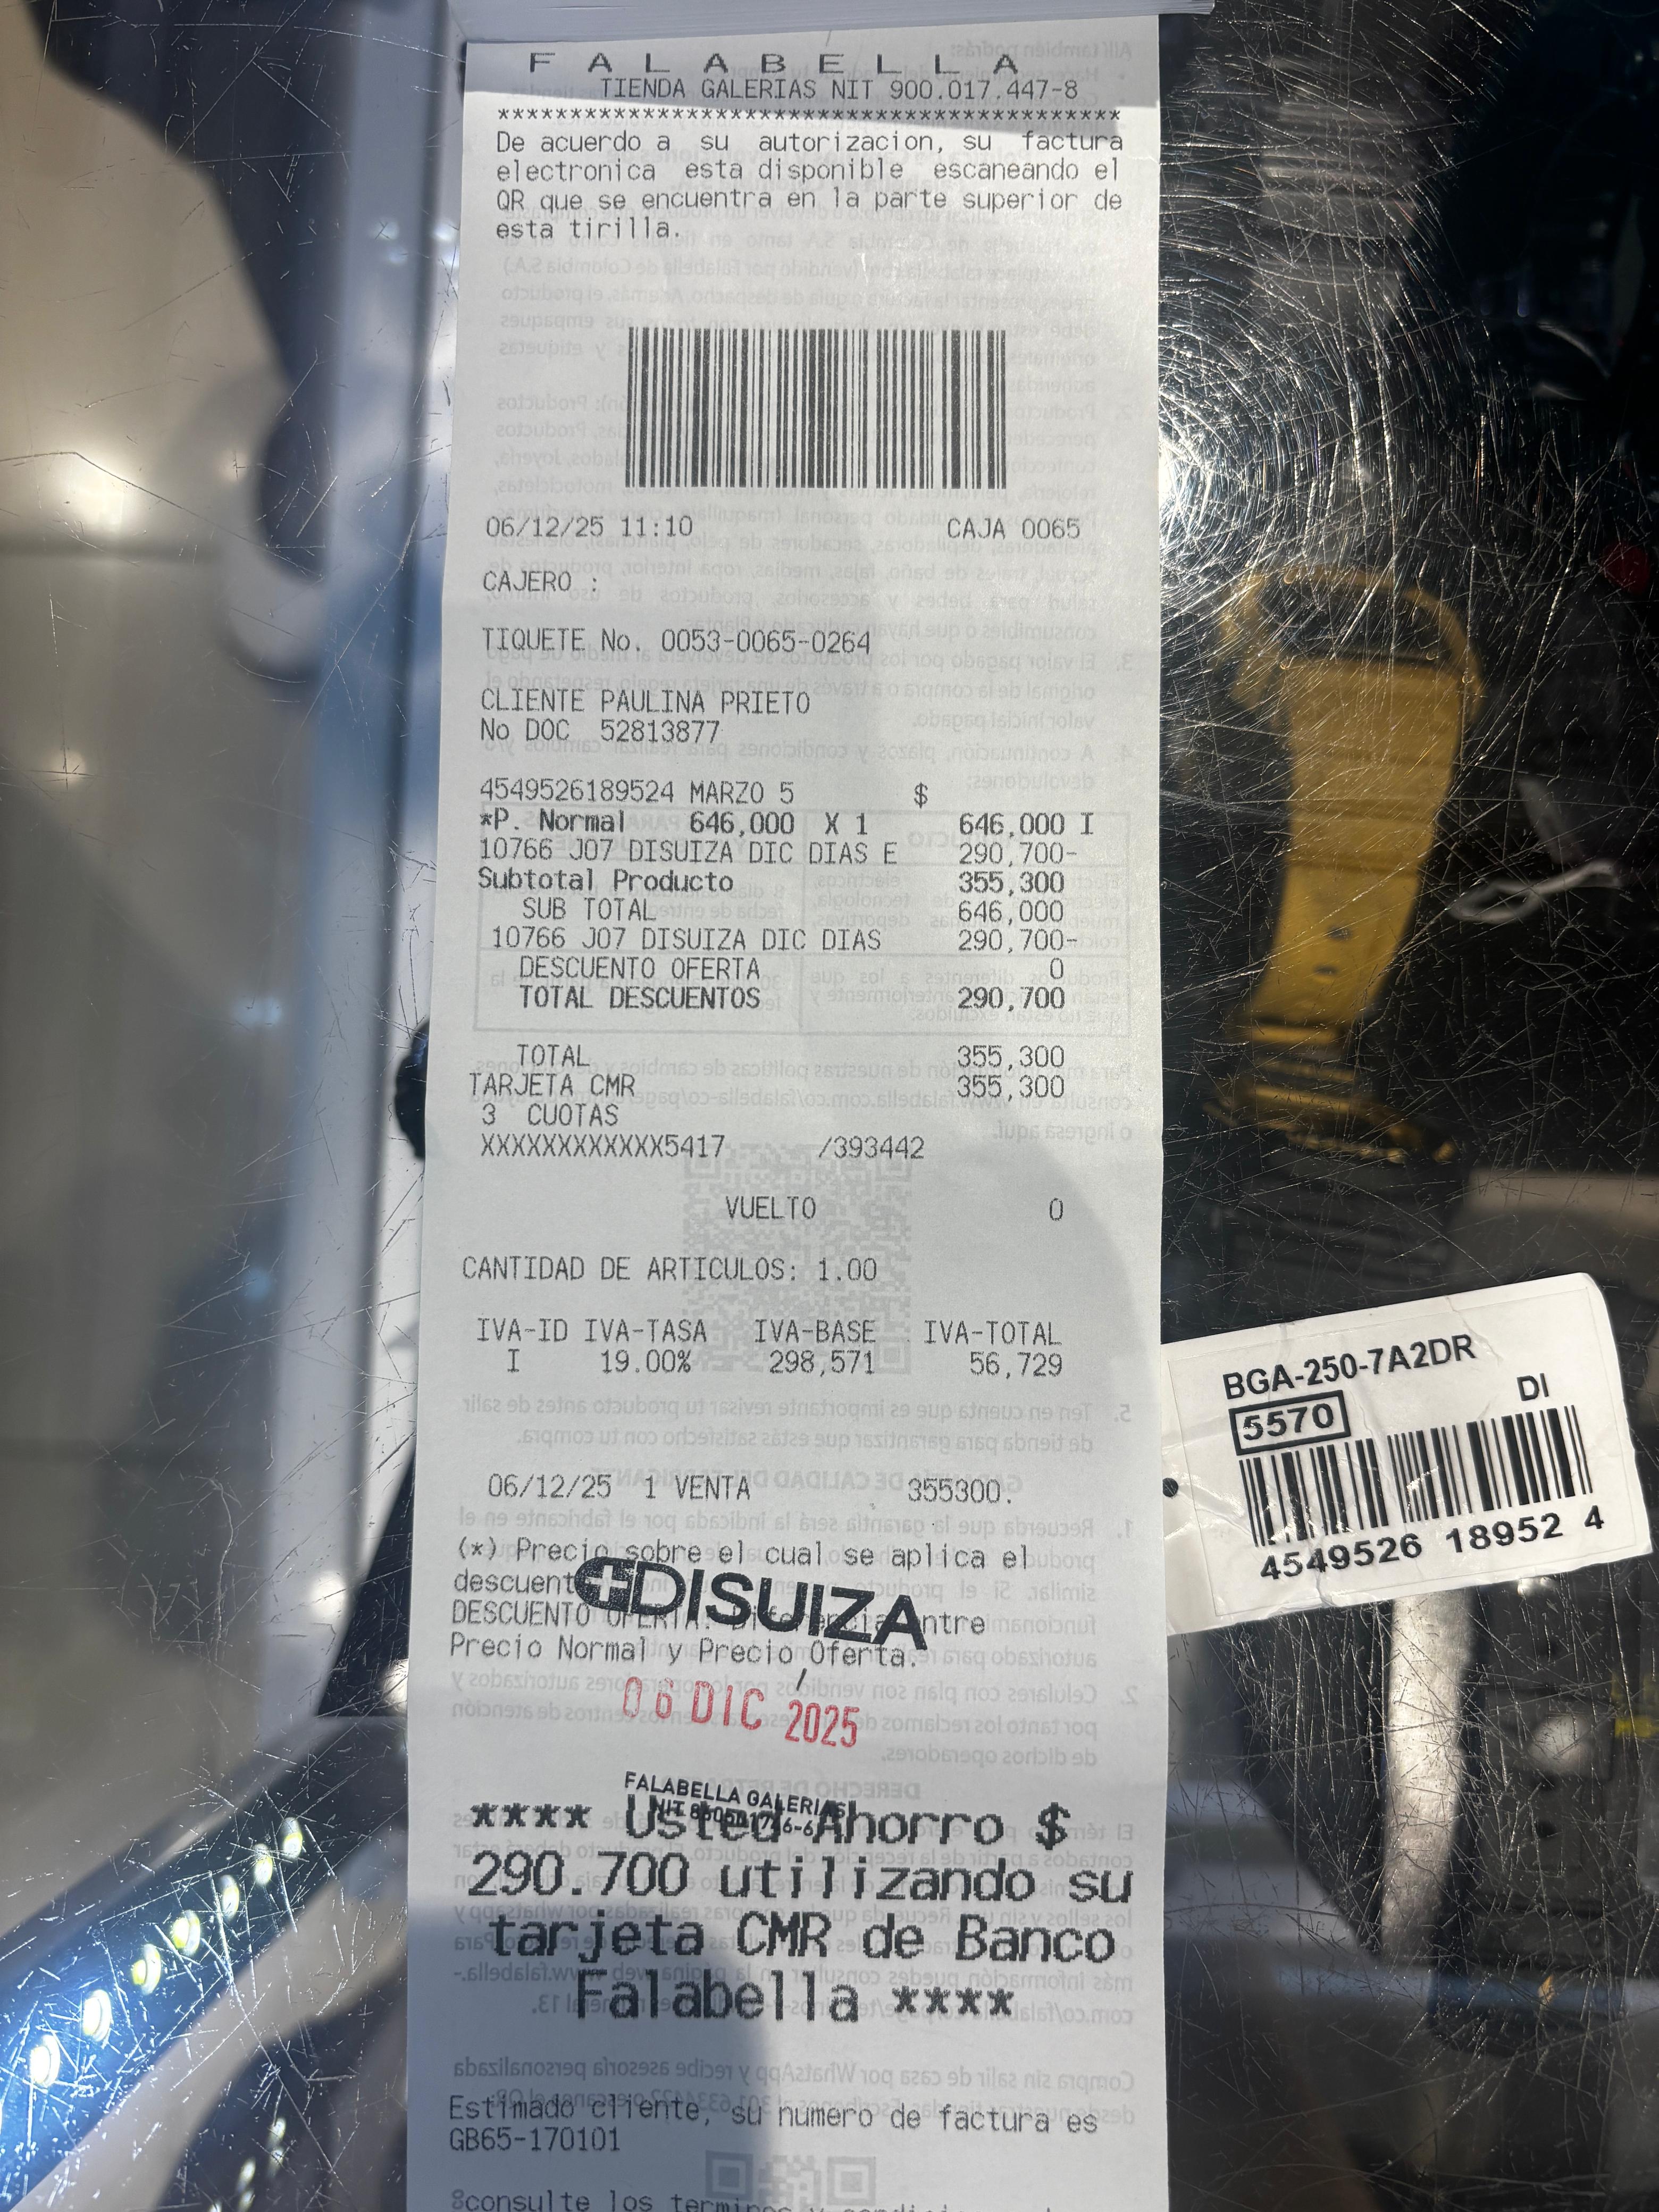 F A L A B E L L A
TIENDA GALERIAS NIT 900.017.447-8
*******************************************
De acuerdo a su autorizacion, su factura
electronica esta disponible escaneando el
QR que se encuentra en la parte superior de
esta tirilla.
06/12/25 11:10 CAJA 0065
CAJERO :
TIQUETE No. 0053-0065-0264
CLIENTE PAULINA PRIETO
No DOC 52813877
4549526189524 MARZO 5 $
*P. Normal 646,000 X 1 646,000 I
10766 J07 DISUIZA DIC DIAS E 290,700-
Subtotal Producto 355,300
SUB TOTAL 646,000
10766 J07 DISUIZA DIC DIAS 290,700-
DESCUENTO OFERTA 0
TOTAL DESCUENTOS 290,700
TOTAL 355,300
TARJETA CMR 355,300
3 CUOTAS
XXXXXXXXXXXX5417 /393442
VUELTO 0
CANTIDAD DE ARTICULOS: 1.00
IVA-ID IVA-TASA IVA-BASE IVA-TOTAL
I 19.00% 298,571 56,729
06/12/25 1 VENTA 355300.
(*) Precio sobre el cual se aplica el
descuent
DISUIZA
DESCUENTO OFERTA: Diferencia entre
Precio Normal y Precio Oferta.
06 DIC 2025
FALABELLA GALERIAS
**** Usted Ahorro $
290.700 utilizando su
tarjeta CMR de Banco
Falabella ****
Estimado cliente, su numero de factura es
GB65-170101
8consulte los terminos y
BGA-250-7A2DR
DI
5570
4549526 18952 4